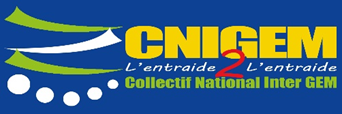 CNIGEM
L'entraide 2 L'entraide
Collectif National Inter GEM